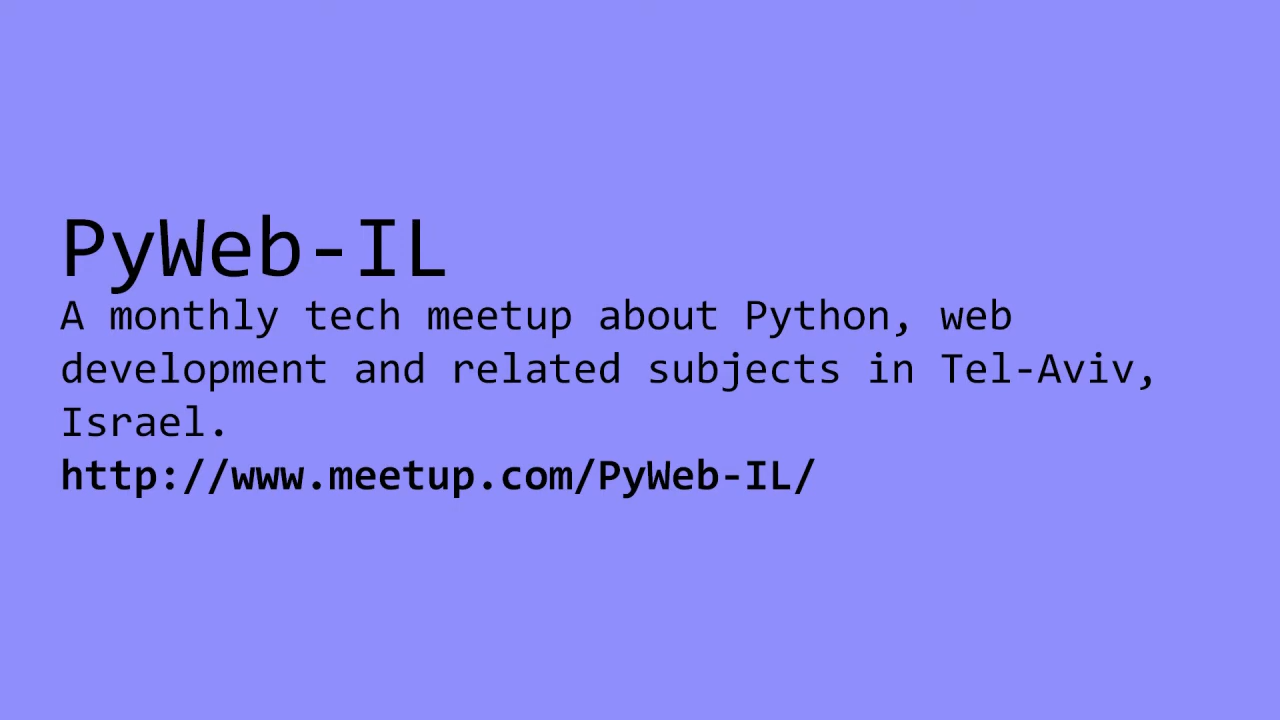 PyWeb-IL
A monthly tech meetup about Python, web
development and related subjects in Tel-Aviv,
Israel.
http://www.meetup.com/PyWeb-IL/